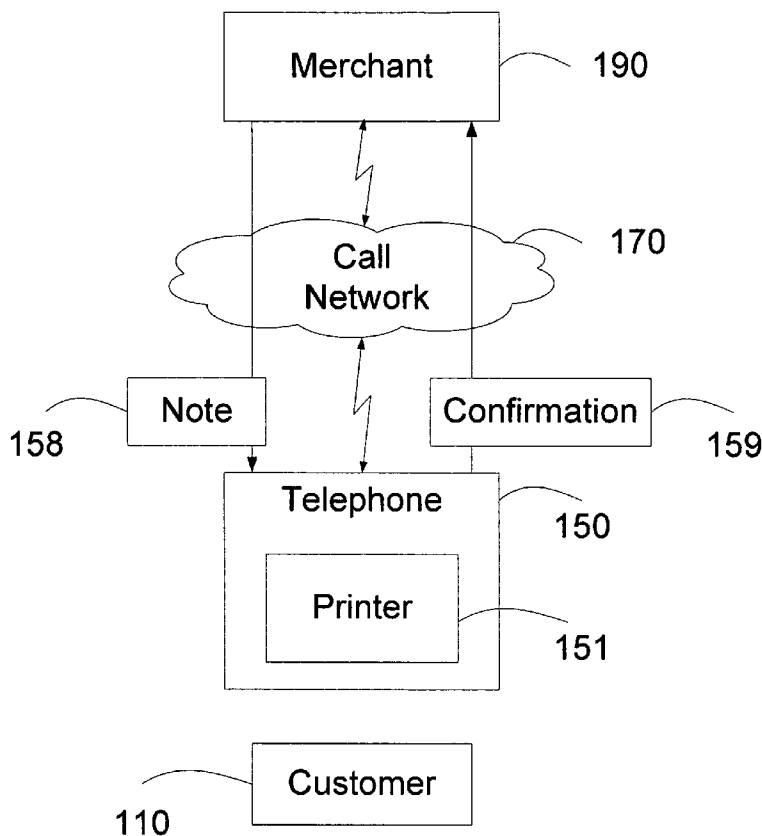 Merchant
190
170
Call
Network
Note
Confirmation
158
159
Telephone
150
Printer
151
Customer
110